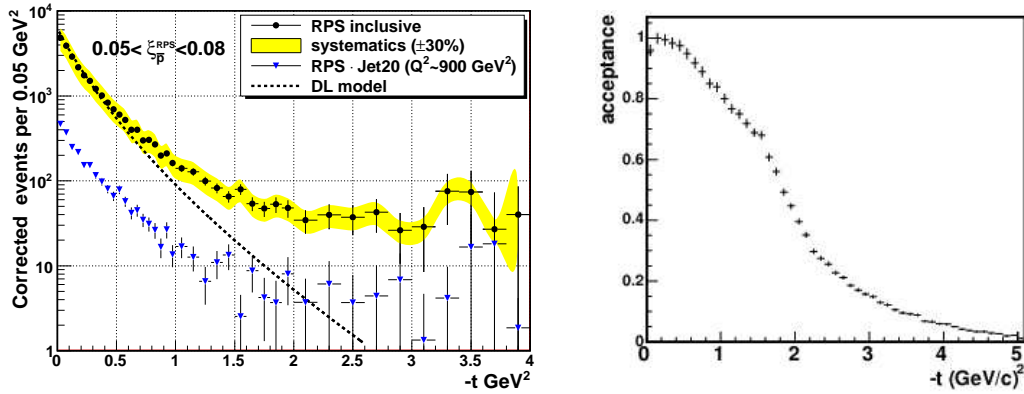 RPS inclusive
systematics (±30%)
RPS · Jet20 (Q²~900 GeV²)
DL model
0.05< ξ RPS p̄ <0.08
Corrected events per 0.05 GeV²
10⁴
10³
10²
10
1
0 0.5 1 1.5 2 2.5 3 3.5 4
-t GeV²
acceptance
1
0.8
0.6
0.4
0.2
0
0 1 2 3 4 5
-t (GeV/c)²